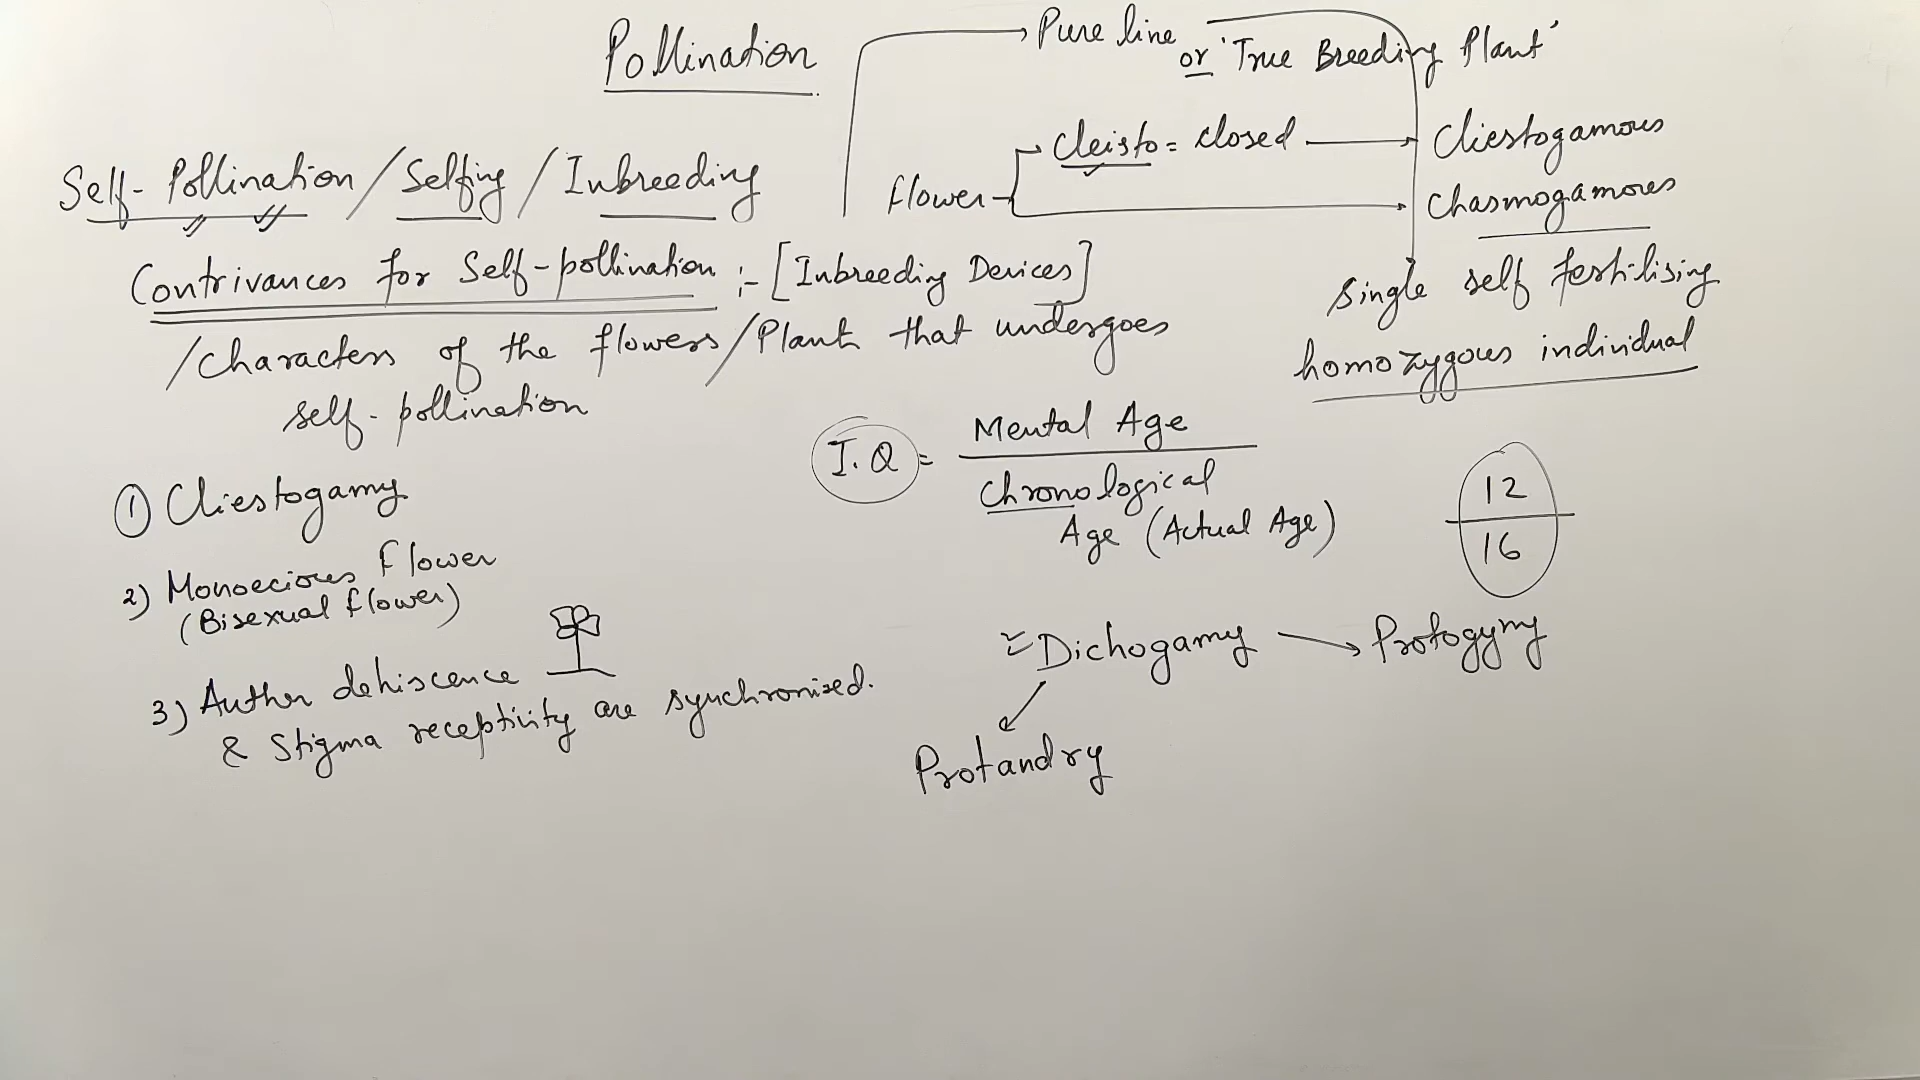 Pollination
Pure line
or 'True Breeding Plant'
Cleisto = closed
Cliestogamous
flower
Chasmogamous
Self-Pollination / Selfing / Inbreeding
Contrivances for Self-pollination :- [Inbreeding Devices]
single self fertilising
homozygous individual
/characters of the flowers/Plant that undergoes
self-pollination
I.Q = Mental Age
Chronological
Age (Actual Age)
12
16
① Cliestogamy
2) Monoecious flower
(Bisexual flower)
Dichogamy
Protogyny
3) Anther dehiscence
& Stigma receptivity are synchronised.
Protandry